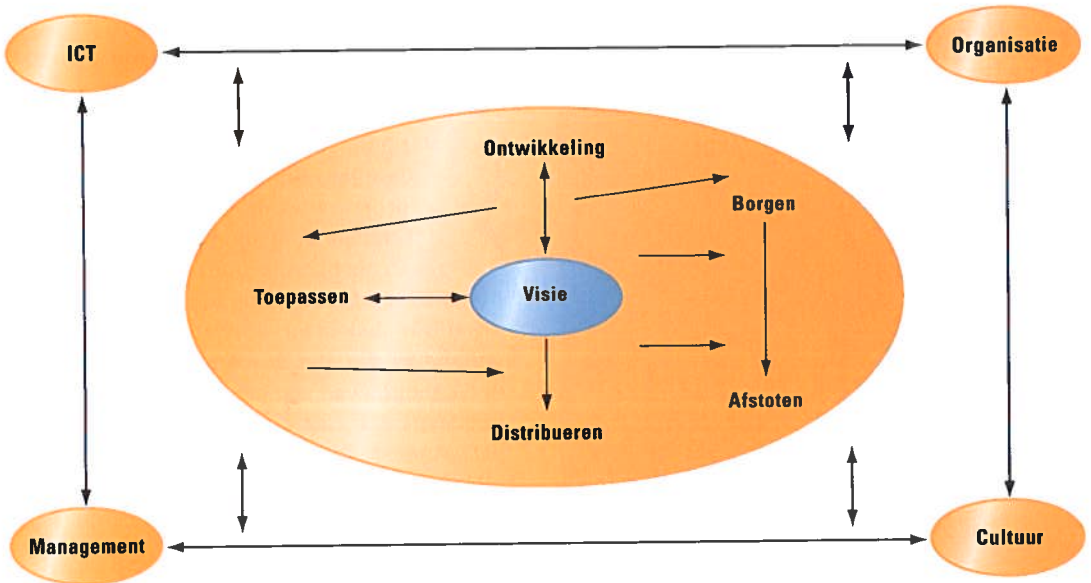 ICT
Organisatie
Ontwikkeling
Borgen
Toepassen
Visie
Afstoten
Distribueren
Management
Cultuur